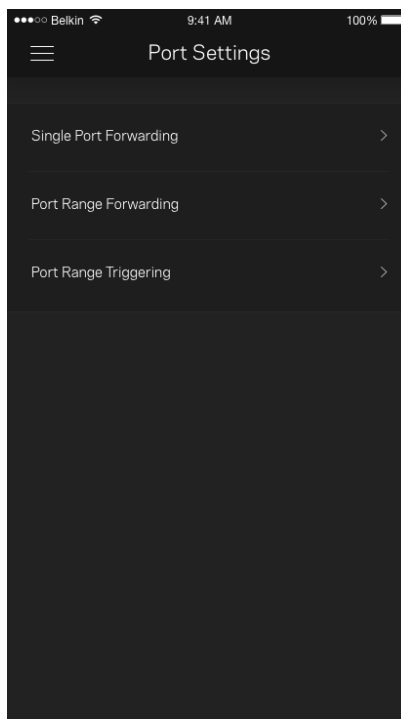 Belkin 9:41 AM 100%
Port Settings
Single Port Forwarding
Port Range Forwarding
Port Range Triggering